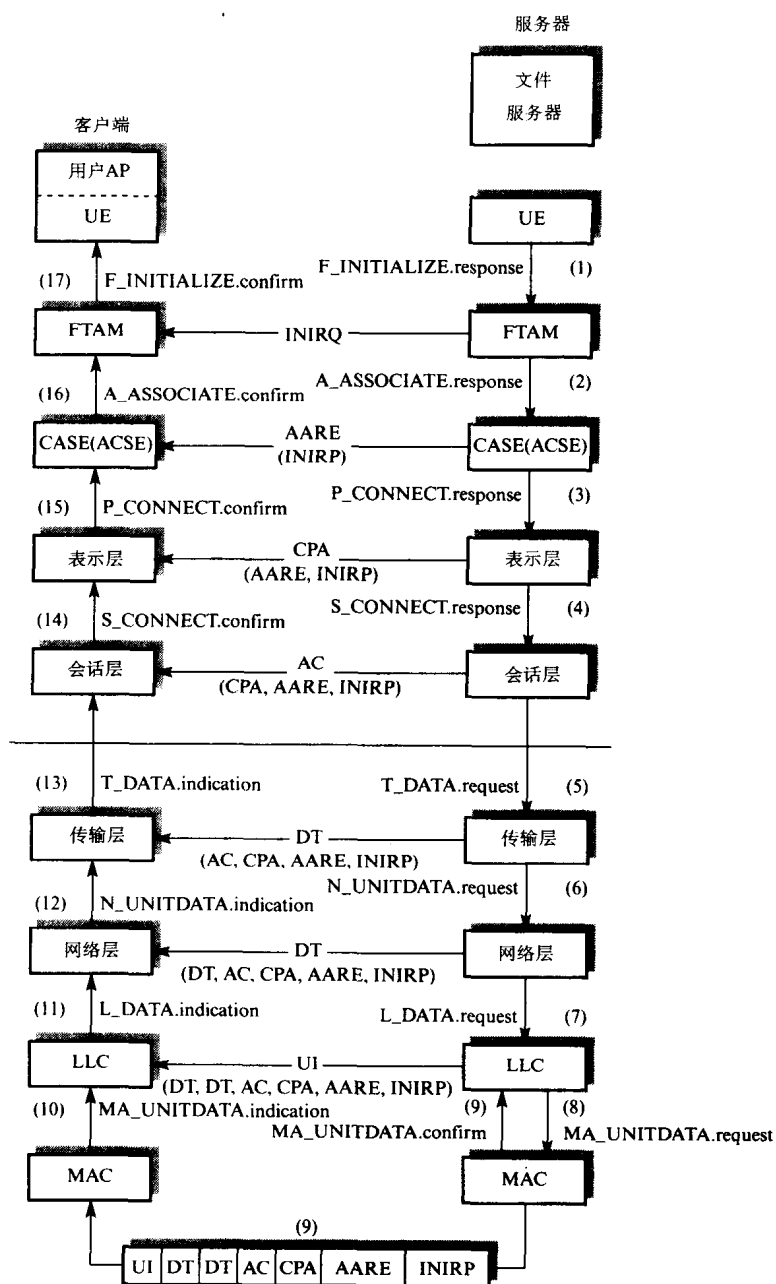 服务器
文件
服务器
客户端
用户AP
UE
UE
(17) F_INITIALIZE.confirm
F_INITIALIZE.response (1)
FTAM
INIRQ
FTAM
(16) A_ASSOCIATE.confirm
A_ASSOCIATE.response (2)
CASE(ACSE)
AARE
(INIRP)
CASE(ACSE)
(15) P_CONNECT.confirm
P_CONNECT.response (3)
表示层
CPA
(AARE, INIRP)
表示层
(14) S_CONNECT.confirm
S_CONNECT.response (4)
会话层
AC
(CPA, AARE, INIRP)
会话层
(13) T_DATA.indication
T_DATA.request (5)
传输层
DT
(AC, CPA, AARE, INIRP)
传输层
(12) N_UNITDATA.indication
N_UNITDATA.request (6)
网络层
DT
(DT, AC, CPA, AARE, INIRP)
网络层
(11) L_DATA.indication
L_DATA.request (7)
LLC
UI
(DT, DT, AC, CPA, AARE, INIRP)
LLC
(10) MA_UNITDATA.indication
(9) (8)
MA_UNITDATA.confirm
MA_UNITDATA.request
MAC
MAC
(9)
UI DT DT AC CPA AARE INIRP